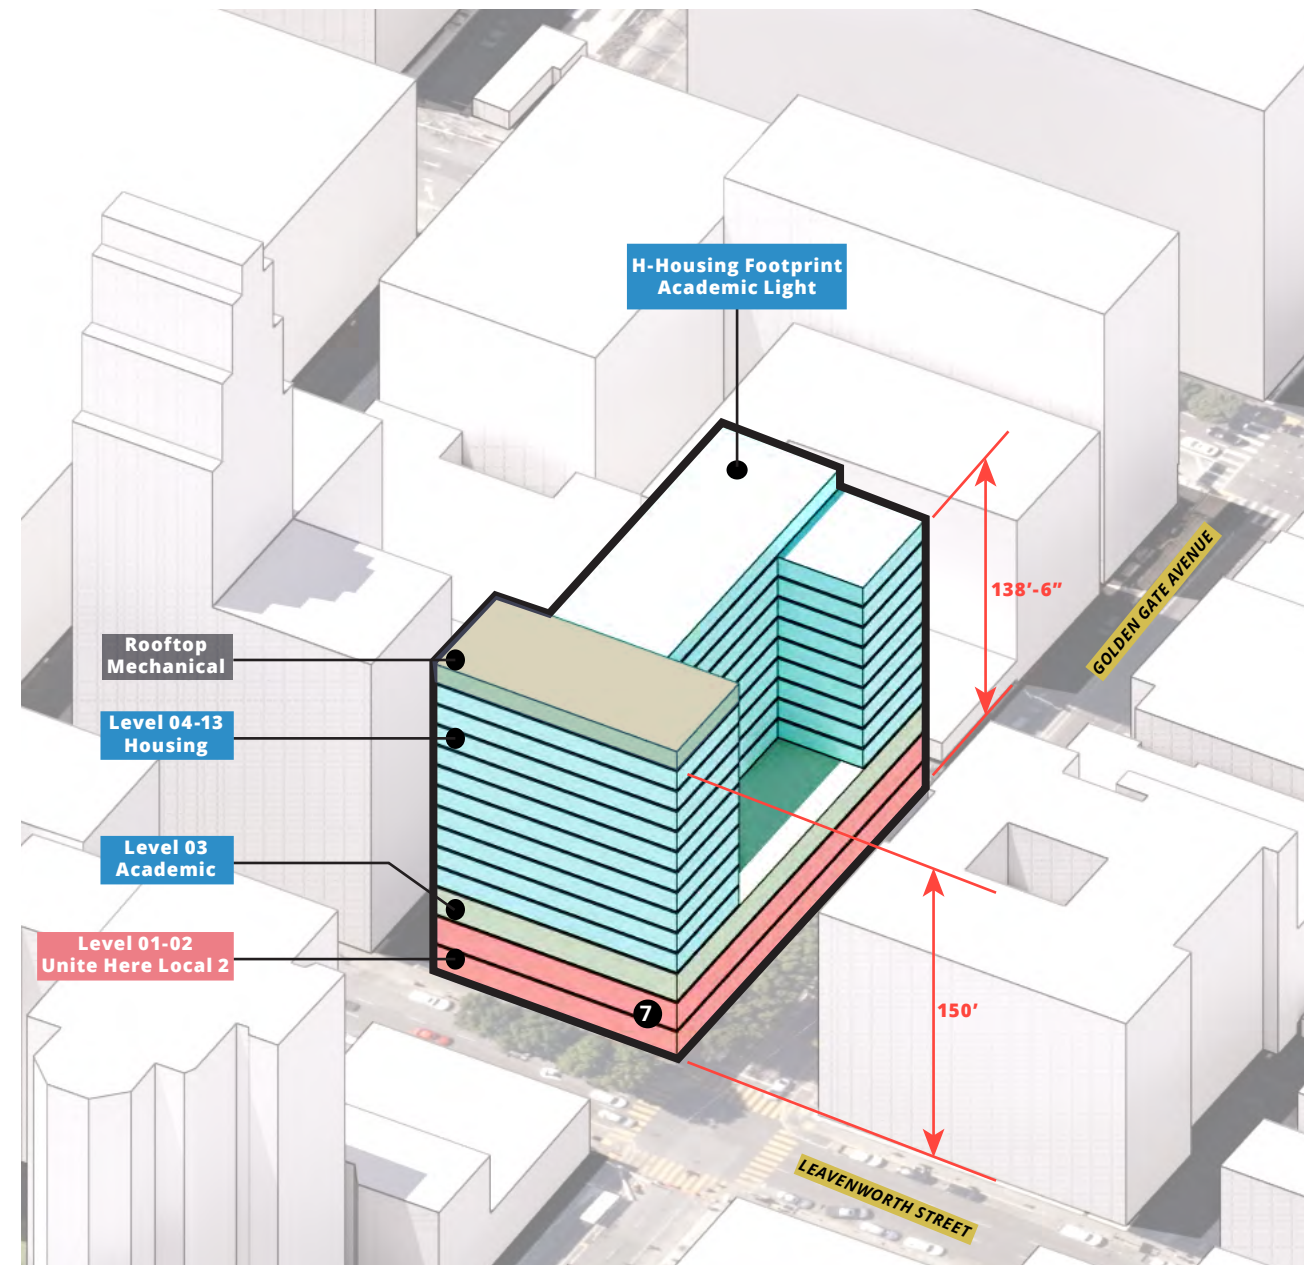 H-Housing Footprint
Academic Light
138’-6”
GOLDEN GATE AVENUE
Rooftop
Mechanical
Level 04-13
Housing
Level 03
Academic
Level 01-02
Unite Here Local 2
7
150’
LEAVENWORTH STREET